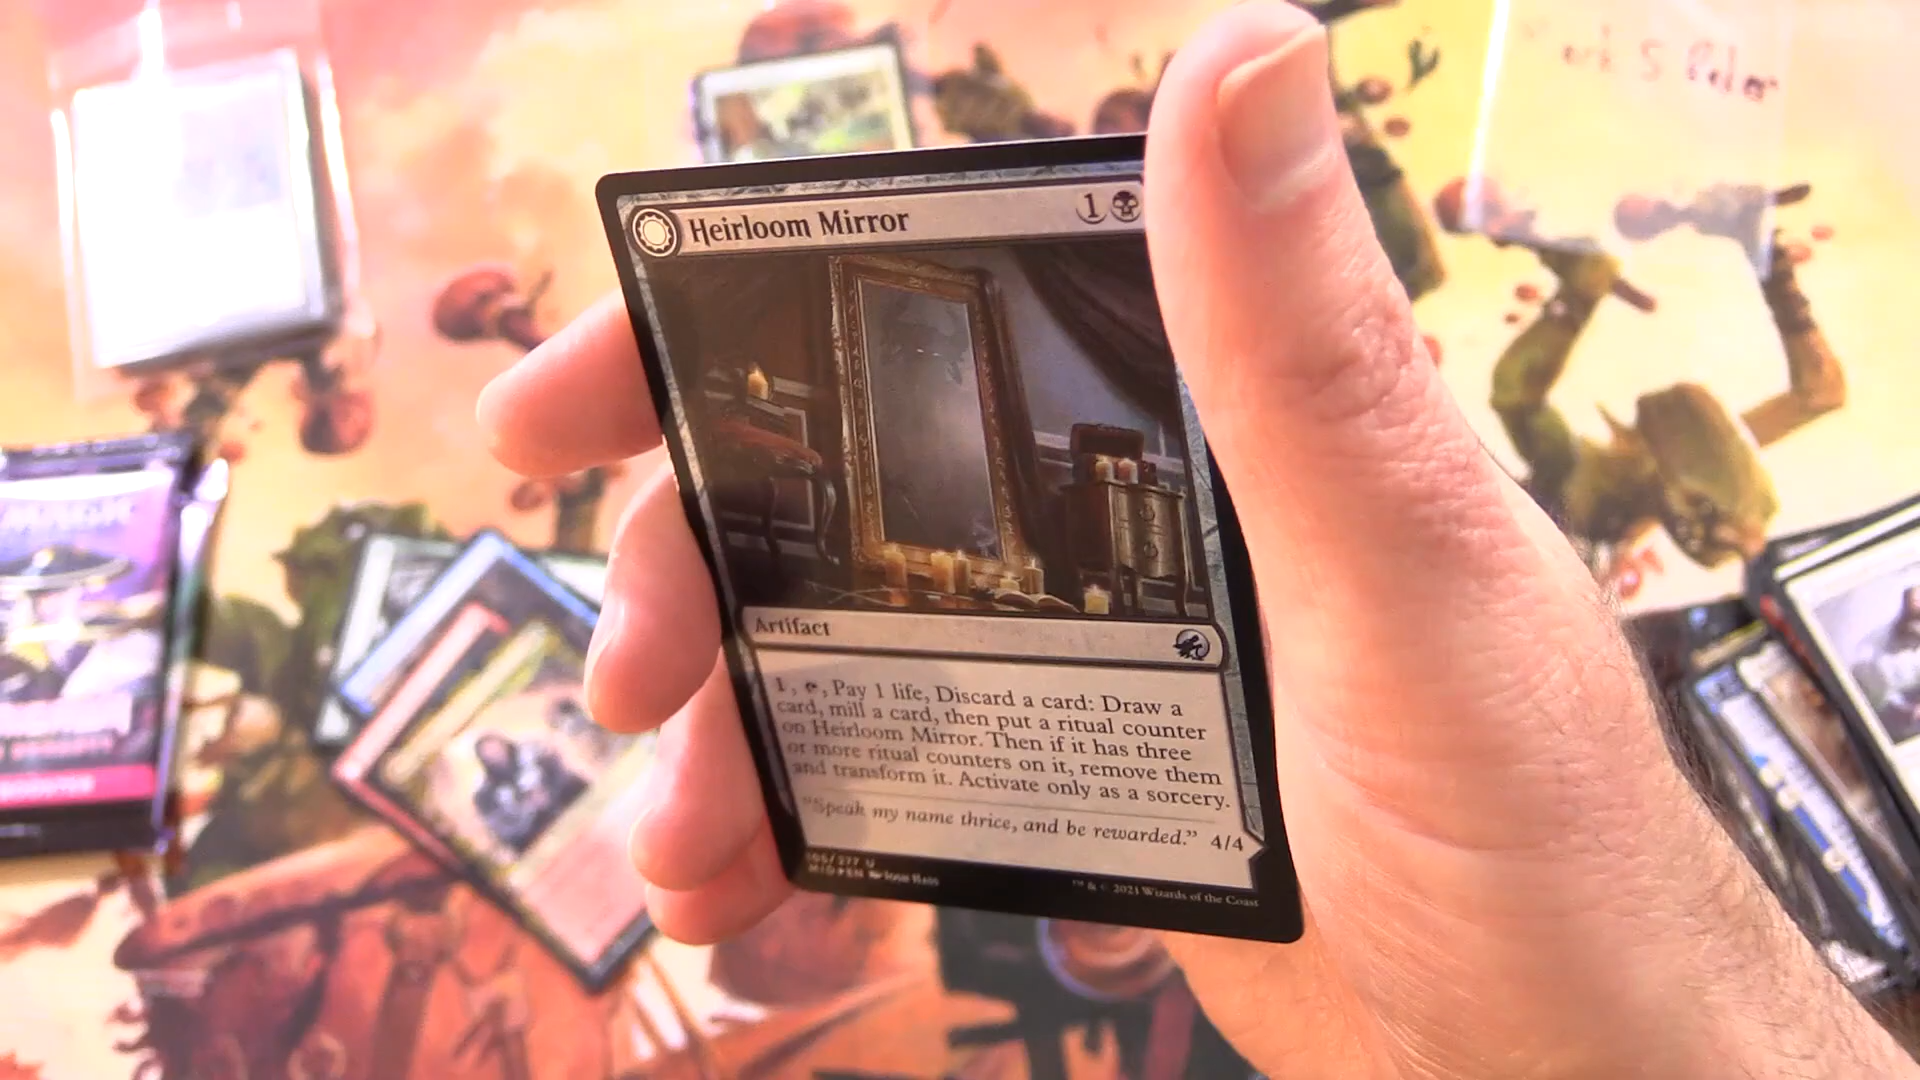 Heirloom Mirror 1
Artifact
1, , Pay 1 life, Discard a card: Draw a
card, mill a card, then put a ritual counter
on Heirloom Mirror. Then if it has three
or more ritual counters on it, remove them
and transform it. Activate only as a sorcery.
"Speak my name thrice, and be rewarded." 4/4
™ & © 2021 Wizards of the Coast
MAGIC